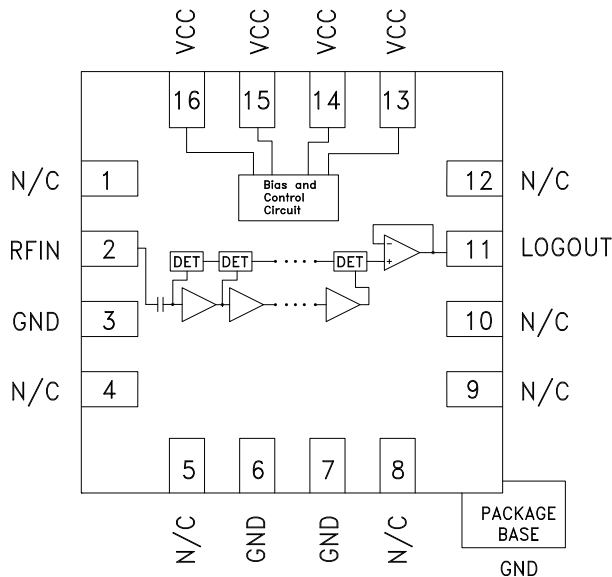 VCC VCC VCC VCC
16 15 14 13
N/C 1
Bias and
Control
Circuit
12 N/C
RFIN 2
DET DET DET
- +
11 LOGOUT
GND 3
10 N/C
N/C 4
9 N/C
5 6 7 8
N/C GND GND N/C
PACKAGE
BASE
GND